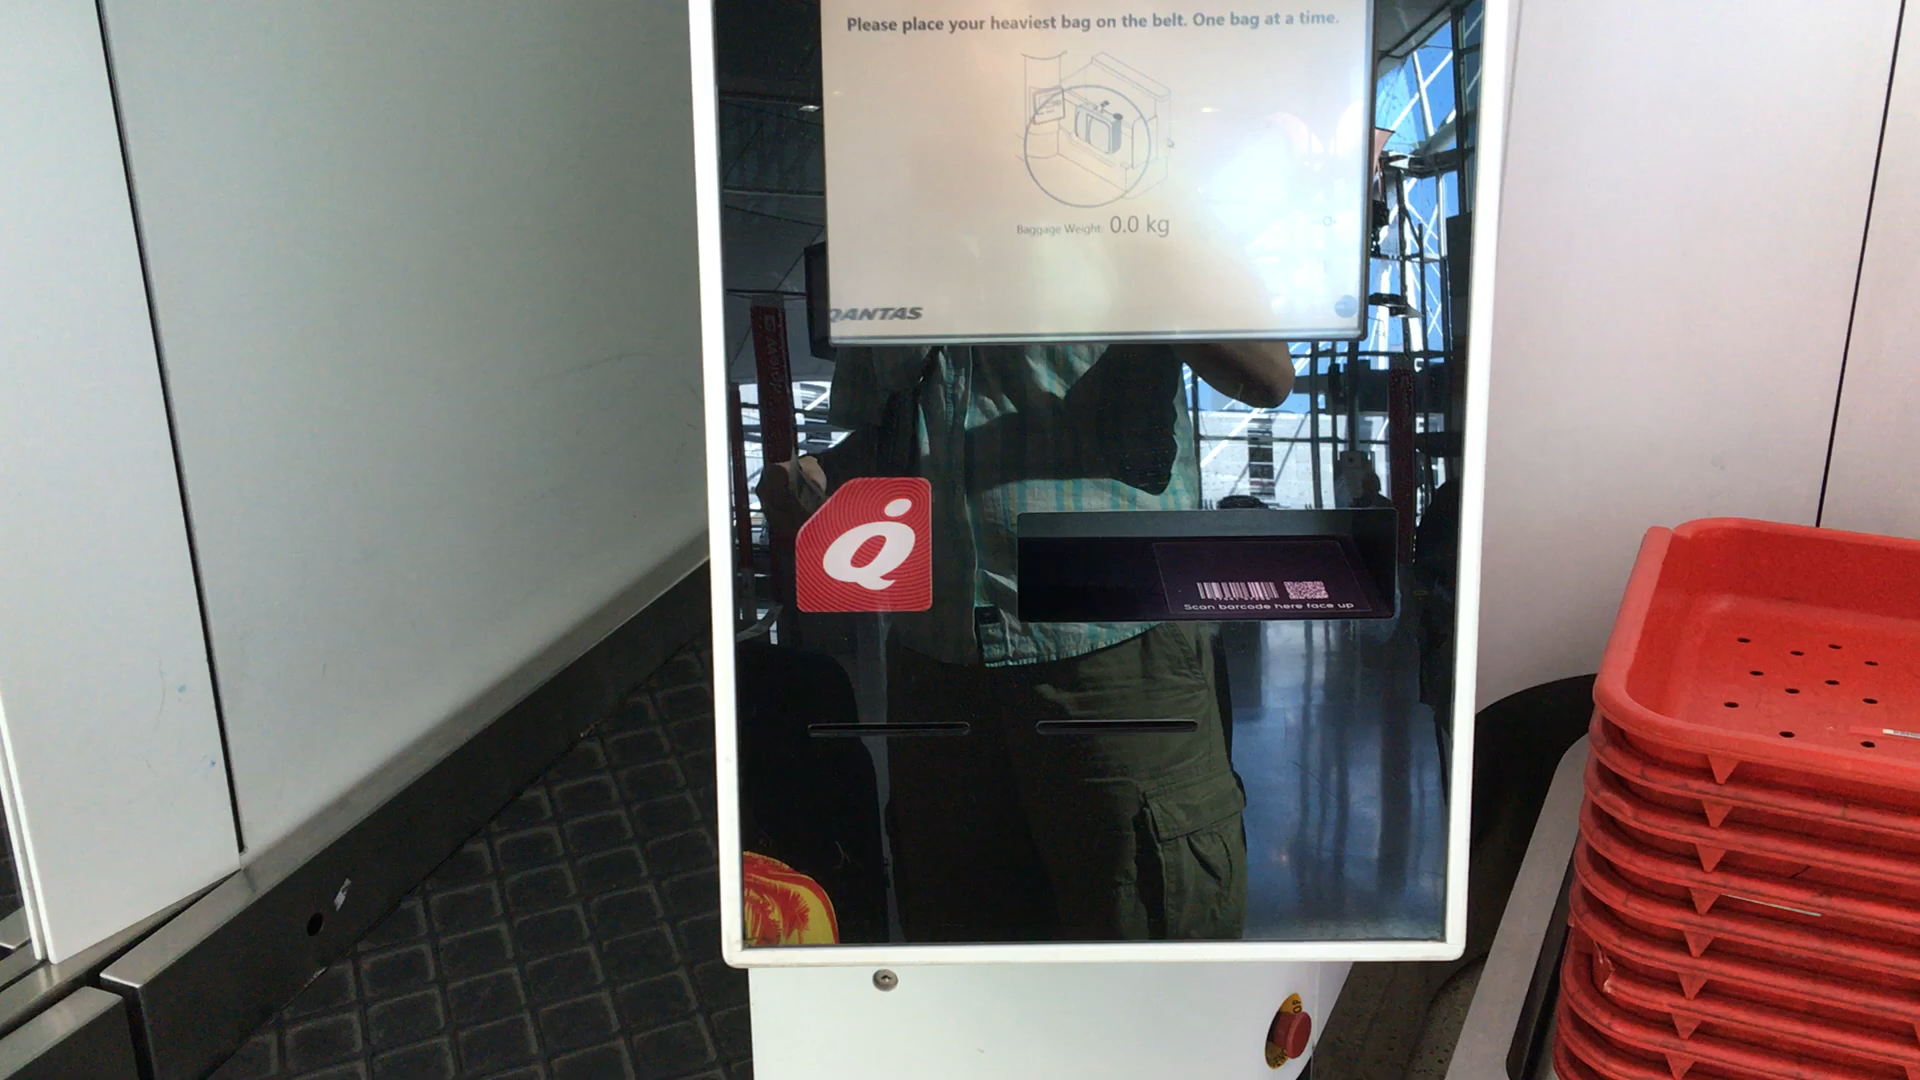 Please place your heaviest bag on the belt. One bag at a time.
Baggage Weight: 0.0 kg
QANTAS
Q
Scan barcode here face up